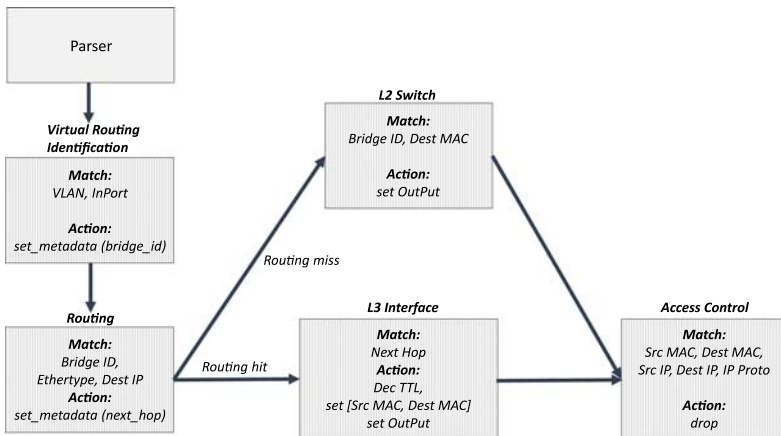 Parser
Virtual Routing
Identification
Match:
VLAN, InPort
Action:
set_metadata (bridge_id)
Routing
Match:
Bridge ID,
Ethertype, Dest IP
Action:
set_metadata (next_hop)
L2 Switch
Match:
Bridge ID, Dest MAC
Action:
set OutPut
Routing miss
Routing hit
L3 Interface
Match:
Next Hop
Action:
Dec TTL,
set [Src MAC, Dest MAC]
set OutPut
Access Control
Match:
Src MAC, Dest MAC,
Src IP, Dest IP, IP Proto
Action:
drop